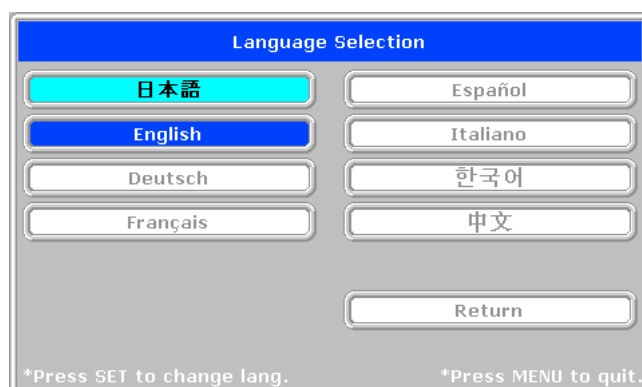 Language Selection
日本語
Español
English
Italiano
Deutsch
한국어
Français
中文
Return
*Press SET to change lang.
*Press MENU to quit.